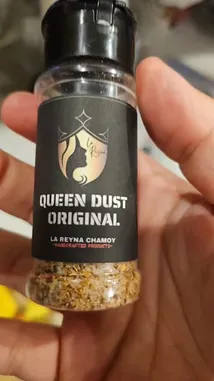 QUEEN DUST
ORIGINAL
LA REYNA CHAMOY
HANDCRAFTED PRODUCTS